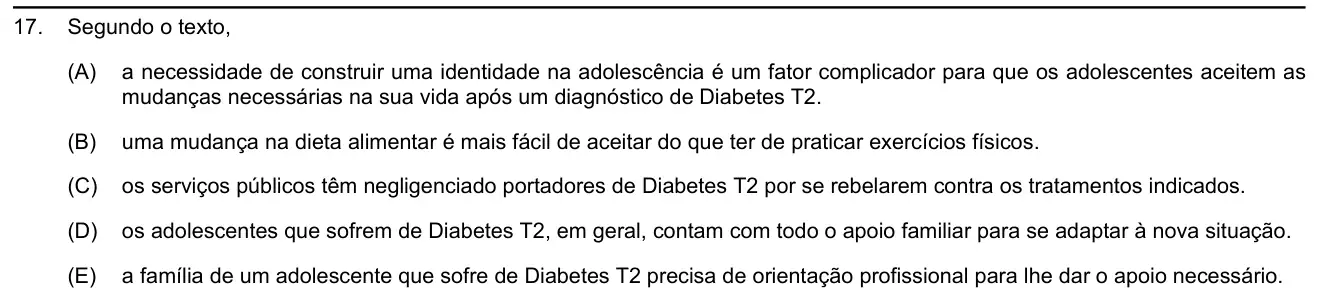 17. Segundo o texto,
(A) a necessidade de construir uma identidade na adolescência é um fator complicador para que os adolescentes aceitem as
mudanças necessárias na sua vida após um diagnóstico de Diabetes T2.
(B) uma mudança na dieta alimentar é mais fácil de aceitar do que ter de praticar exercícios físicos.
(C) os serviços públicos têm negligenciado portadores de Diabetes T2 por se rebelarem contra os tratamentos indicados.
(D) os adolescentes que sofrem de Diabetes T2, em geral, contam com todo o apoio familiar para se adaptar à nova situação.
(E) a família de um adolescente que sofre de Diabetes T2 precisa de orientação profissional para lhe dar o apoio necessário.